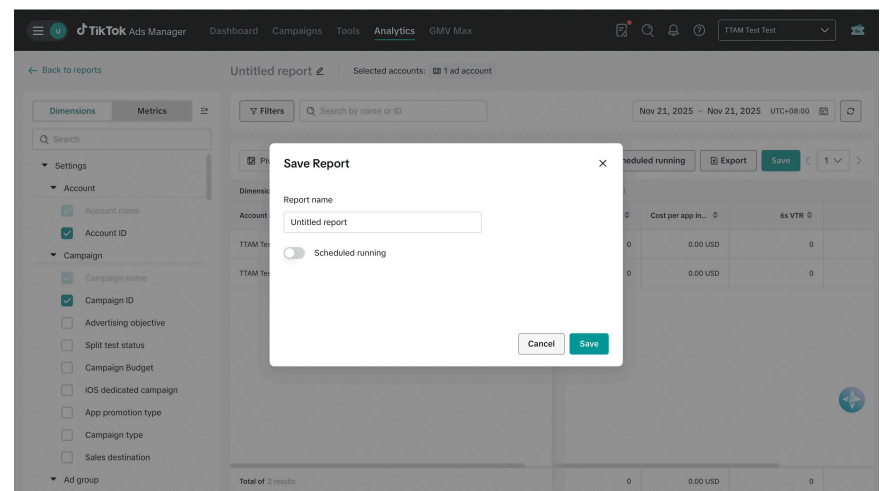 U
TikTok Ads Manager
Dashboard Campaigns Tools Analytics GMV Max
TTAM Test Test
← Back to reports
Untitled report
Selected accounts: 1 ad account
Dimensions Metrics
Filters
Search by name or ID
Nov 21, 2025 – Nov 21, 2025 UTC+08:00
Search
Settings
Account
Account name
Account ID
Campaign
Campaign name
Campaign ID
Advertising objective
Split test status
Campaign Budget
iOS dedicated campaign
App promotion type
Campaign type
Sales destination
Ad group
Save Report
Report name
Untitled report
Scheduled running
Cancel Save
Export Save 1
Cost per app in... 6s VTR
TTAM Tes 0 0.00 USD 0
TTAM Tes 0 0.00 USD 0
Total of 2 results 0 0.00 USD 0